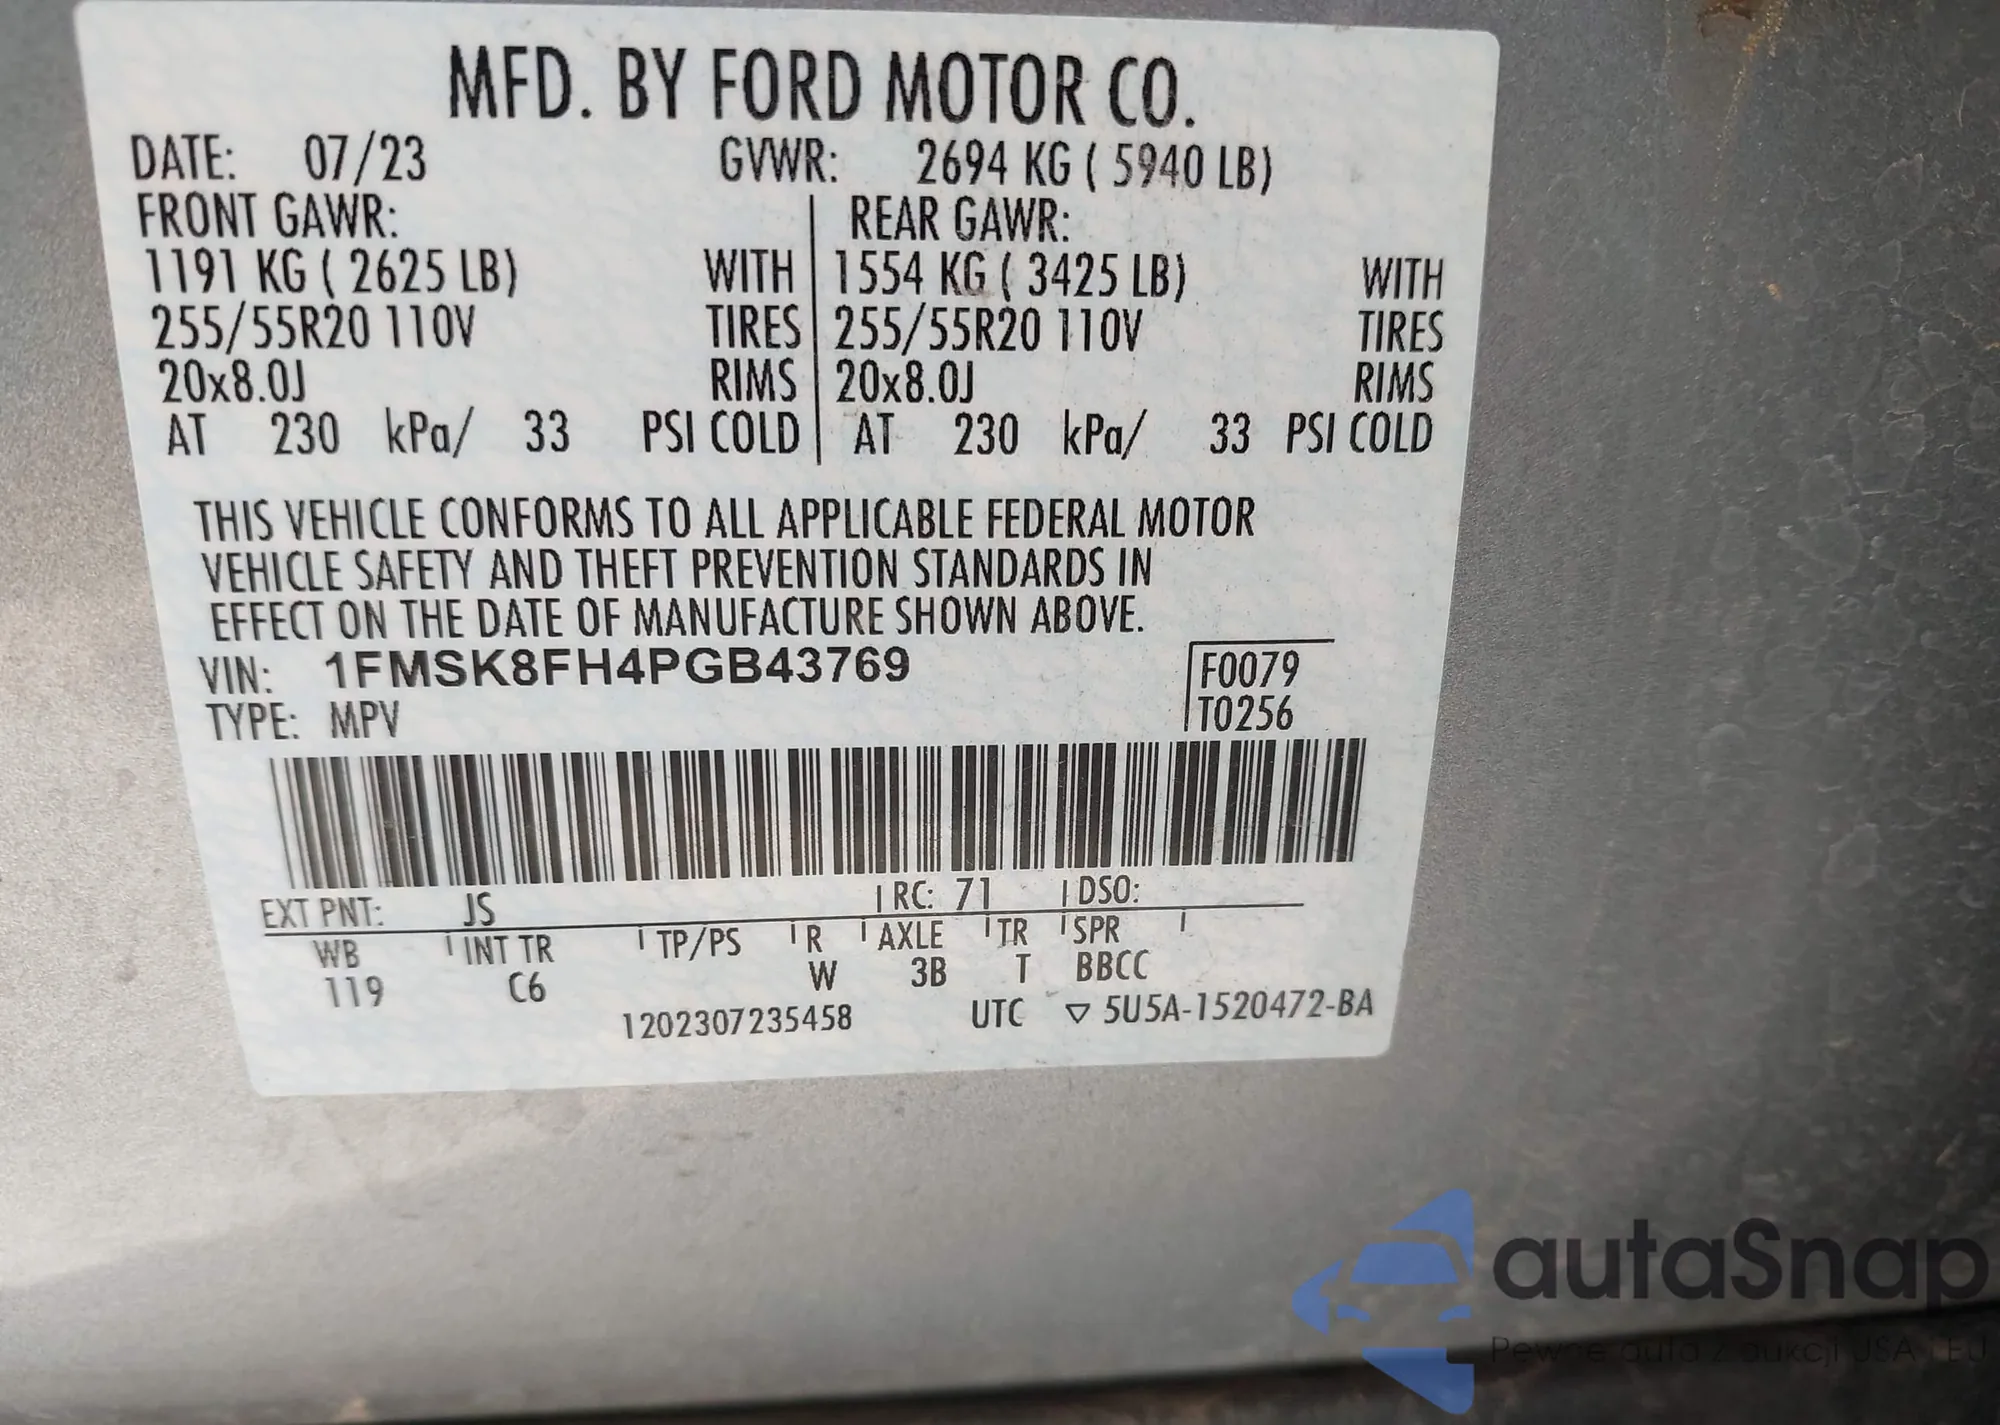 MFD. BY FORD MOTOR CO.
DATE: 07/23 GVWR: 2694 KG ( 5940 LB)
FRONT GAWR: REAR GAWR:
1191 KG ( 2625 LB) WITH 1554 KG ( 3425 LB) WITH
255/55R20 110V TIRES 255/55R20 110V TIRES
20x8.0J RIMS 20x8.0J RIMS
AT 230 kPa/ 33 PSI COLD AT 230 kPa/ 33 PSI COLD
THIS VEHICLE CONFORMS TO ALL APPLICABLE FEDERAL MOTOR
VEHICLE SAFETY AND THEFT PREVENTION STANDARDS IN
EFFECT ON THE DATE OF MANUFACTURE SHOWN ABOVE.
VIN: 1FMSK8FH4PGB43769 F0079
TYPE: MPV T0256
EXT PNT: JS RC: 71 DSO:
WB INT TR TP/PS R AXLE TR SPR
119 C6 W 3B T BBCC
1202307235458 UTC ▽ 5U5A-1520472-BA
autaSnap
Pewne auta z aukcji USA i EU